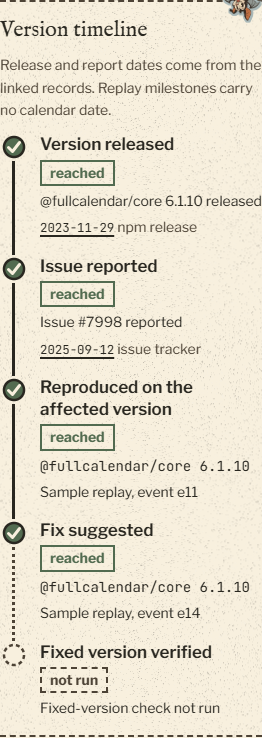 Version timeline
Release and report dates come from the
linked records. Replay milestones carry
no calendar date.
Version released
reached
@fullcalendar/core 6.1.10 released
2023-11-29 npm release
Issue reported
reached
Issue #7998 reported
2025-09-12 issue tracker
Reproduced on the
affected version
reached
@fullcalendar/core 6.1.10
Sample replay, event e11
Fix suggested
reached
@fullcalendar/core 6.1.10
Sample replay, event e14
Fixed version verified
not run
Fixed-version check not run